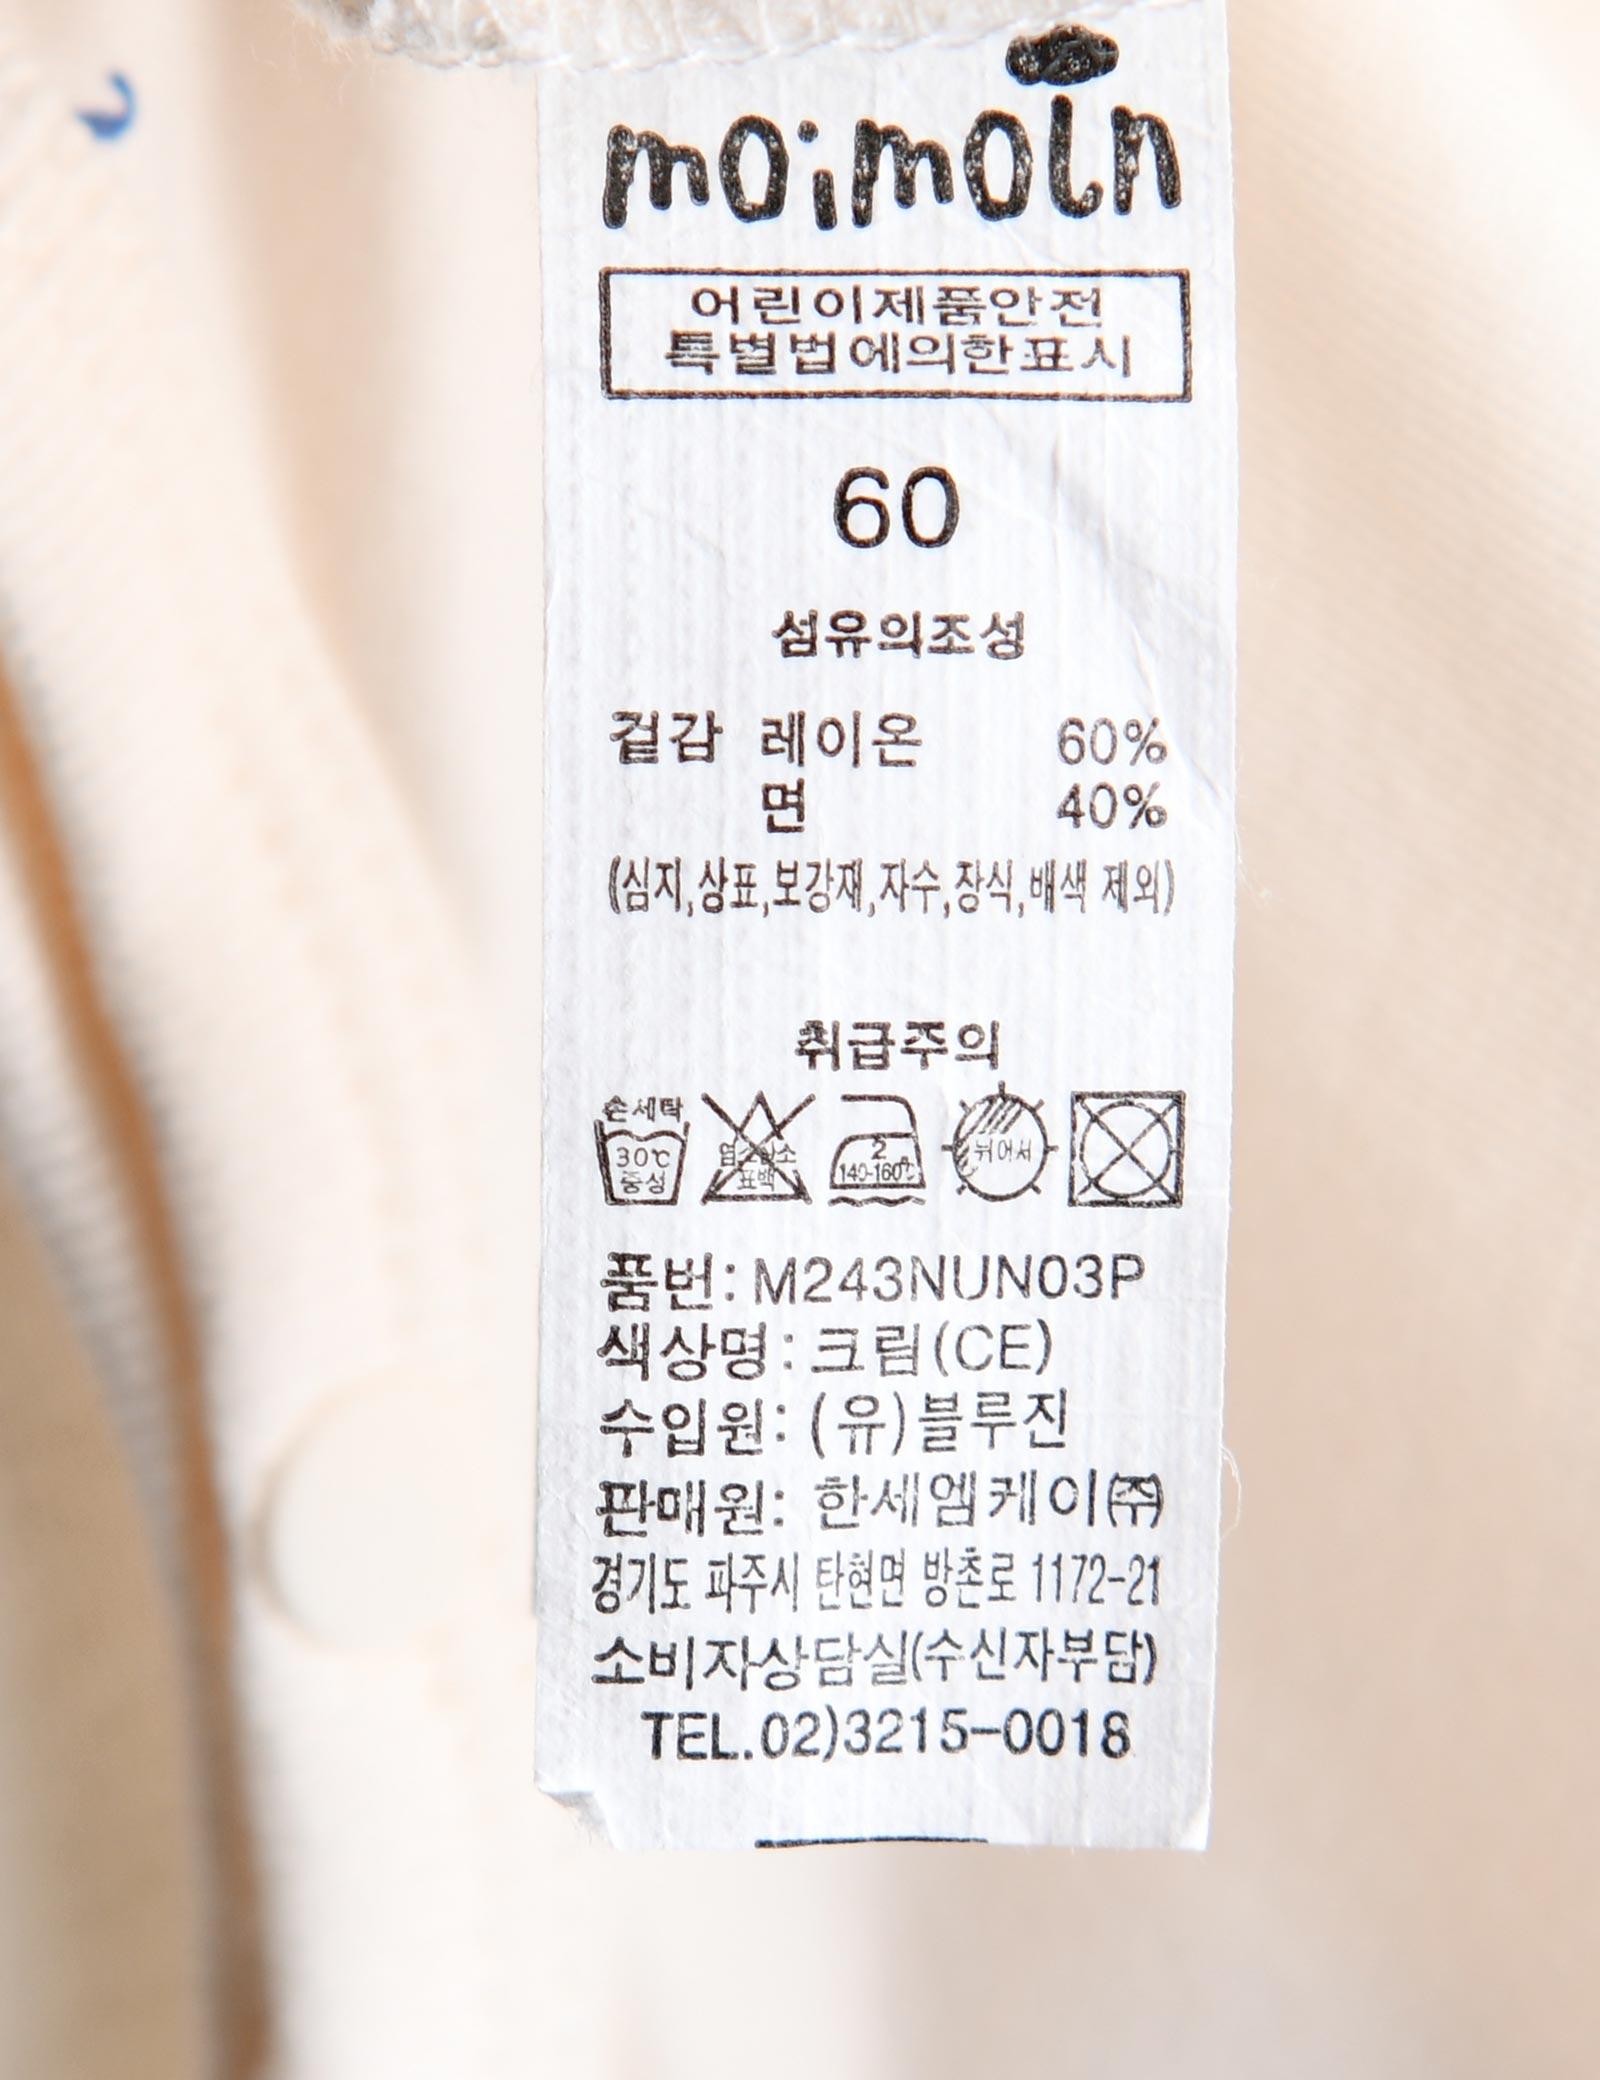 moimoln
어린이제품안전
특별법에의한표시
60
섬유의조성
겉감 레이온 60%
면 40%
(심지,상표,보강재,자수,장식,배색 제외)
취급주의
손세탁
30℃
중성
염소산소
표백
2
140-160℃
뉘어서
품번: M243NUN03P
색상명: 크림(CE)
수입원: (유)블루진
판매원: 한세엠케이㈜
경기도 파주시 탄현면 방촌로 1172-21
소비자상담실(수신자부담)
TEL.02)3215-0018